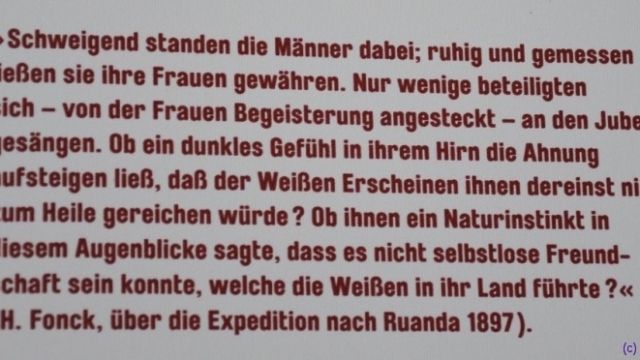 »Schweigend standen die Männer dabei; ruhig und gemessen
ießen sie ihre Frauen gewähren. Nur wenige beteiligten
sich – von der Frauen Begeisterung angesteckt – an den Jube
gesängen. Ob ein dunkles Gefühl in ihrem Hirn die Ahnung
aufsteigen ließ, daß der Weißen Erscheinen ihnen dereinst ni
zum Heile gereichen würde? Ob ihnen ein Naturinstinkt in
diesem Augenblicke sagte, dass es nicht selbstlose Freund-
chaft sein konnte, welche die Weißen in ihr Land führte?«
H. Fonck, über die Expedition nach Ruanda 1897).
(c)